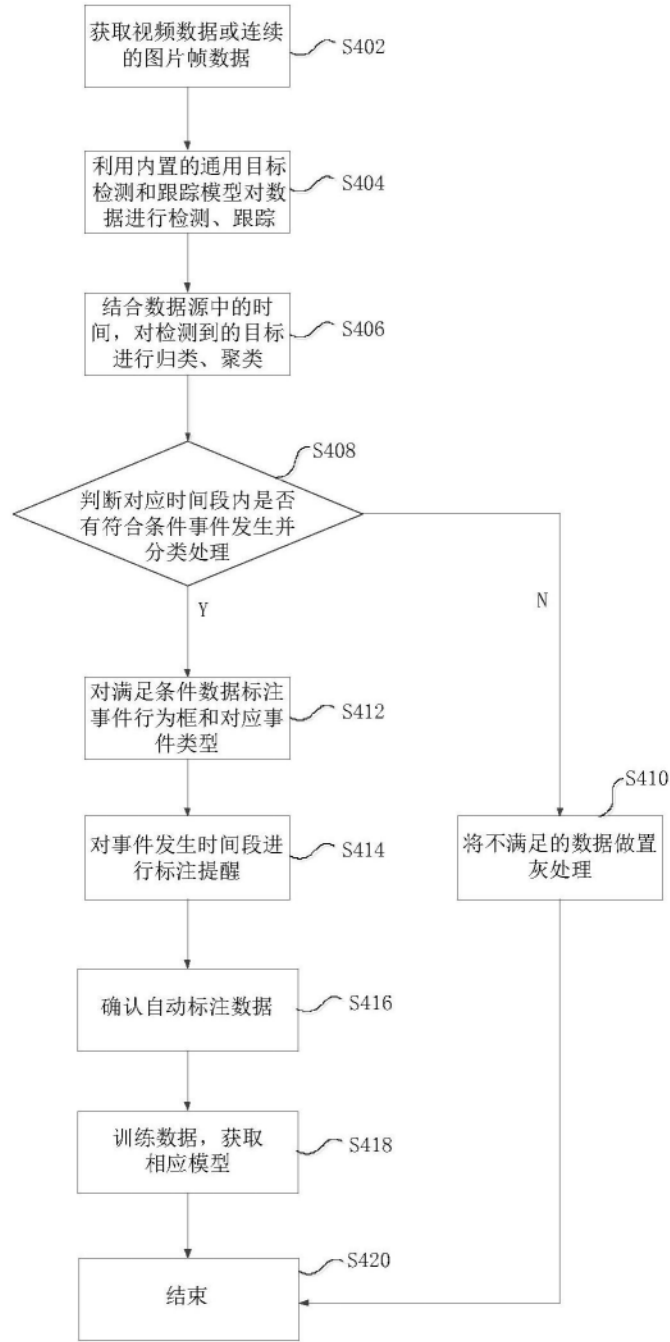 获取视频数据或连续
的图片帧数据
S402
利用内置的通用目标
检测和跟踪模型对数
据进行检测、跟踪
S404
结合数据源中的时
间，对检测到的目标
进行归类、聚类
S406
S408
判断对应时间段内是否
有符合条件事件发生并
分类处理
Y
N
对满足条件数据标注
事件行为框和对应事
件类型
S412
S410
将不满足的数据做置
灰处理
对事件发生时间段进
行标注提醒
S414
确认自动标注数据
S416
训练数据，获取
相应模型
S418
S420
结束